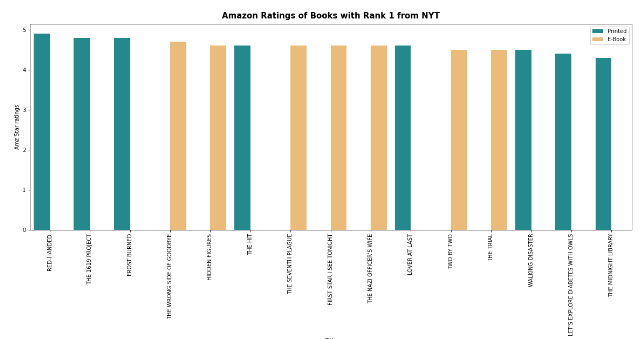 Amazon Ratings of Books with Rank 1 from NYT
Printed
E-Book
Amz Star ratings
5
4
3
2
1
0
RED-HANDED
THE 1619 PROJECT
FROST BURNED
THE WRONG SIDE OF GOODBYE
HIDDEN FIGURES
THE HIT
THE SEVENTH PLAGUE
FIRST STAR I SEE TONIGHT
THE NAZI OFFICER'S WIFE
LOVER AT LAST
TWO BY TWO
THE TRIAL
WALKING DISASTER
LET'S EXPLORE DIABETES WITH OWLS
THE MIDNIGHT LIBRARY